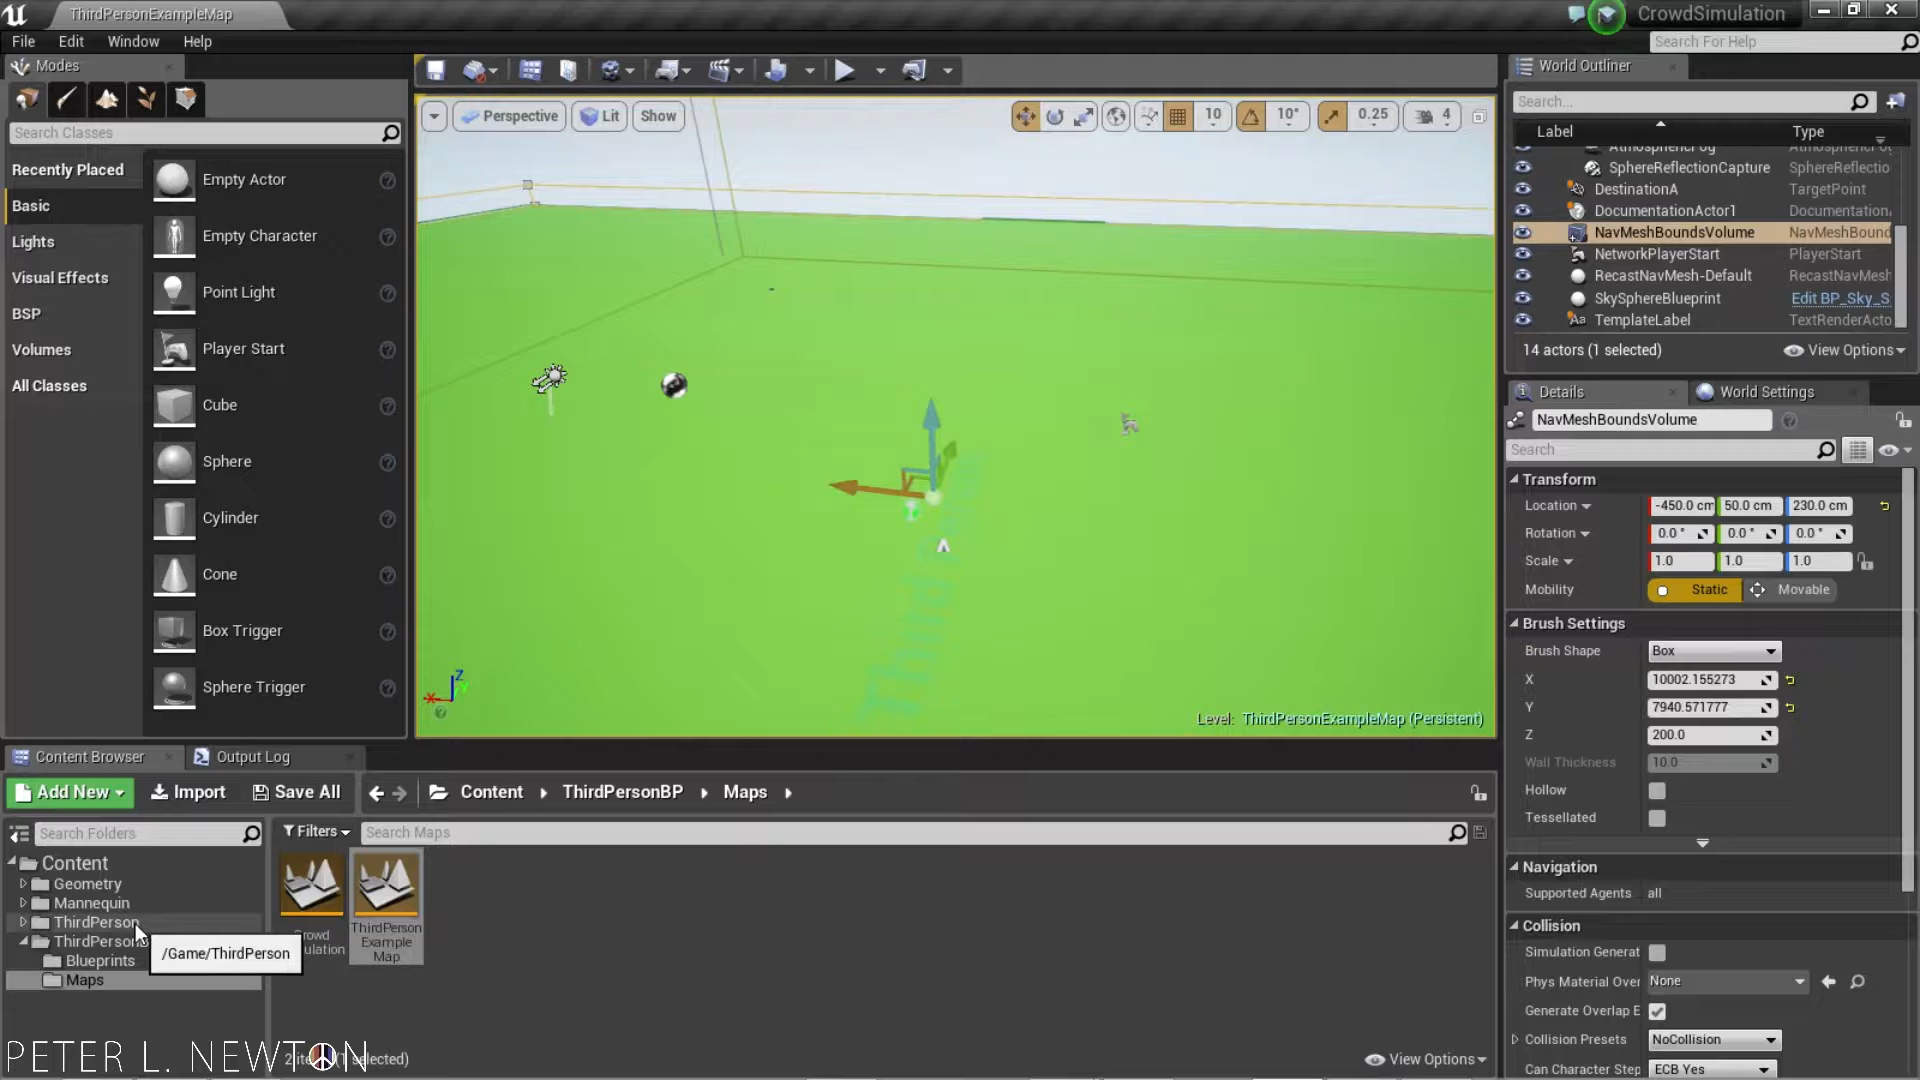 ThirdPersonExampleMap
CrowdSimulation
File Edit Window Help
Search For Help
Modes
Search Classes
Recently Placed
Basic
Lights
Visual Effects
BSP
Volumes
All Classes
Empty Actor
Empty Character
Point Light
Player Start
Cube
Sphere
Cylinder
Cone
Box Trigger
Sphere Trigger
Perspective Lit Show
10 10° 0.25 4
Third Person
X Z Y
Level: ThirdPersonExampleMap (Persistent)
World Outliner
Search...
Label Type
AtmosphericFog
SphereReflectionCapture SphereReflectio
DestinationA TargetPoint
DocumentationActor1 Documentation
NavMeshBoundsVolume NavMeshBound
NetworkPlayerStart PlayerStart
RecastNavMesh-Default RecastNavMesh
SkySphereBlueprint Edit BP_Sky_S
TemplateLabel TextRenderActo
14 actors (1 selected) View Options
Details World Settings
NavMeshBoundsVolume
Search
Transform
Location -450.0 cm 50.0 cm 230.0 cm
Rotation 0.0 ° 0.0 ° 0.0 °
Scale 1.0 1.0 1.0
Mobility Static Movable
Brush Settings
Brush Shape Box
X 10002.155273
Y 7940.571777
Z 200.0
Wall Thickness 10.0
Hollow
Tessellated
Navigation
Supported Agents all
Collision
Simulation Generat
Phys Material Over None
Generate Overlap E
Collision Presets NoCollision
Can Character Step ECB Yes
Content Browser Output Log
Add New Import Save All Content ThirdPersonBP Maps
Search Folders
Filters Search Maps
Content
Geometry
Mannequin
ThirdPerson
ThirdPerson
Blueprints
Maps
/Game/ThirdPerson
Crowd
ulation
ThirdPerson
Example
Map
PETER L. NEWTON
selected)
View Options